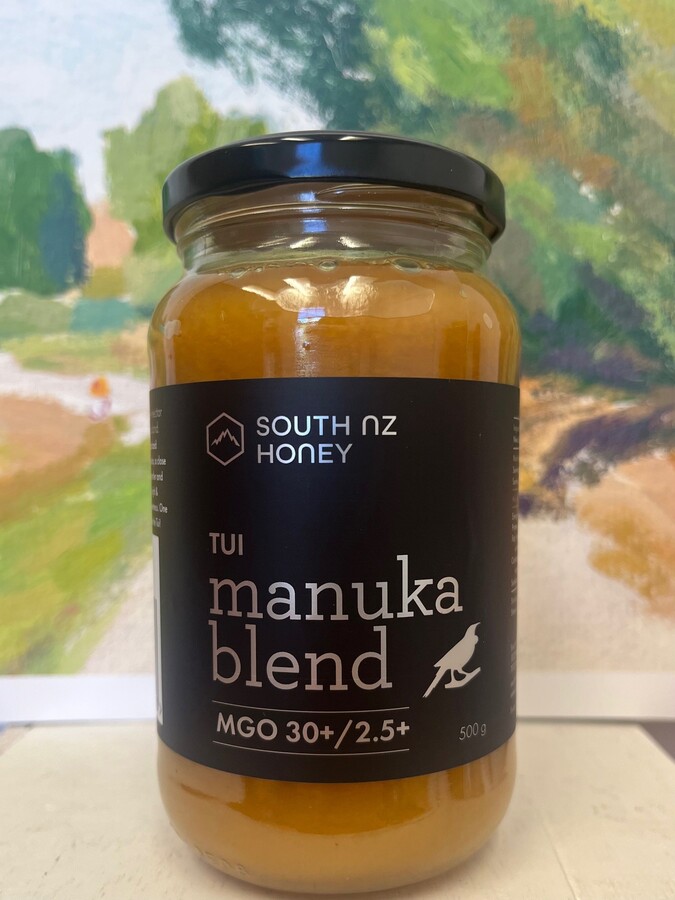 SOUTH NZ
HONEY
TUI
manuka
blend
MGO 30+/2.5+
500 g